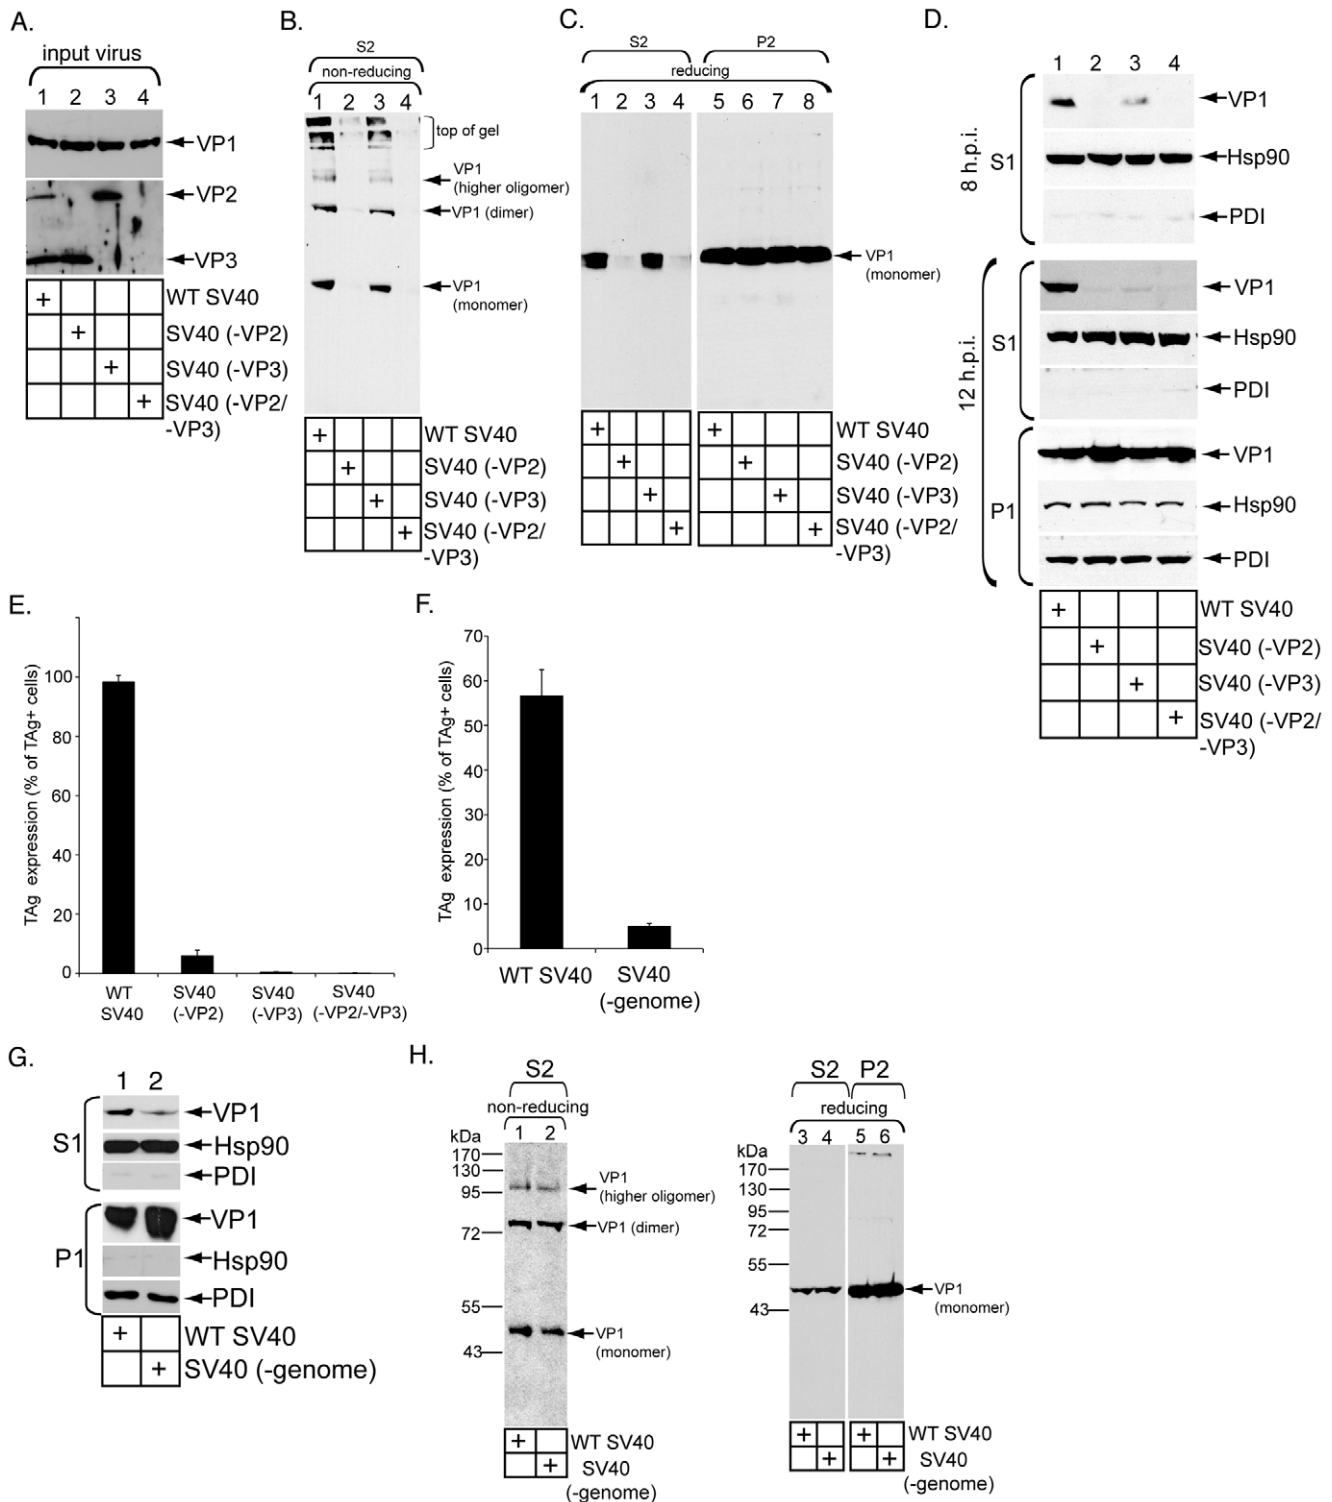 A.
input virus
1 2 3 4
VP1
VP2
VP3
+ WT SV40
+ SV40 (-VP2)
+ SV40 (-VP3)
+ SV40 (-VP2/
-VP3)
B.
S2
non-reducing
1 2 3 4
top of gel
VP1
(higher oligomer)
VP1 (dimer)
VP1
(monomer)
+ WT SV40
+ SV40 (-VP2)
+ SV40 (-VP3)
+ SV40 (-VP2/
-VP3)
C.
S2 P2
reducing
1 2 3 4 5 6 7 8
VP1
(monomer)
+ + WT SV40
+ + SV40 (-VP2)
+ + SV40 (-VP3)
+ + SV40 (-VP2/
-VP3)
D.
1 2 3 4
8 h.p.i.
S1
VP1
Hsp90
PDI
12 h.p.i.
S1
VP1
Hsp90
PDI
P1
VP1
Hsp90
PDI
+ WT SV40
+ SV40 (-VP2)
+ SV40 (-VP3)
+ SV40 (-VP2/
-VP3)
E.
TAg expression (% of TAg+ cells)
100
80
60
40
20
0
WT
SV40
SV40
(-VP2)
SV40
(-VP3)
SV40
(-VP2/-VP3)
F.
TAg expression (% of TAg+ cells)
70
60
50
40
30
20
10
0
WT SV40
SV40
(-genome)
G.
1 2
S1
VP1
Hsp90
PDI
P1
VP1
Hsp90
PDI
+ WT SV40
+ SV40 (-genome)
H.
S2
non-reducing
kDa 1 2
170
130
95
72
55
43
VP1
(higher oligomer)
VP1 (dimer)
VP1
(monomer)
+ WT SV40
+ SV40
(-genome)
S2 P2
reducing
kDa 3 4 5 6
170
130
95
72
55
43
VP1
(monomer)
+ + WT SV40
+ + SV40
(-genome)